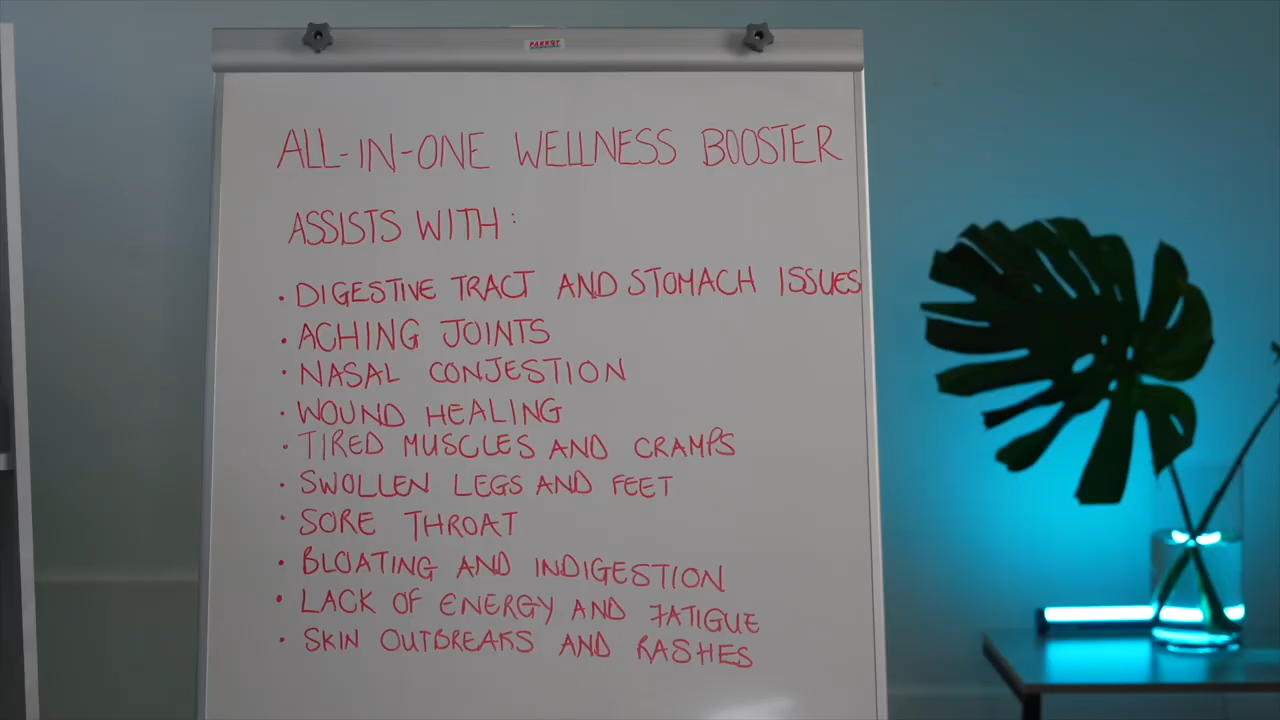 PARROT
ALL-IN-ONE WELLNESS BOOSTER
ASSISTS WITH:
• DIGESTIVE TRACT AND STOMACH ISSUES
• ACHING JOINTS
• NASAL CONJESTION
• WOUND HEALING
• TIRED MUSCLES AND CRAMPS
• SWOLLEN LEGS AND FEET
• SORE THROAT
• BLOATING AND INDIGESTION
• LACK OF ENERGY AND FATIGUE
• SKIN OUTBREAKS AND RASHES